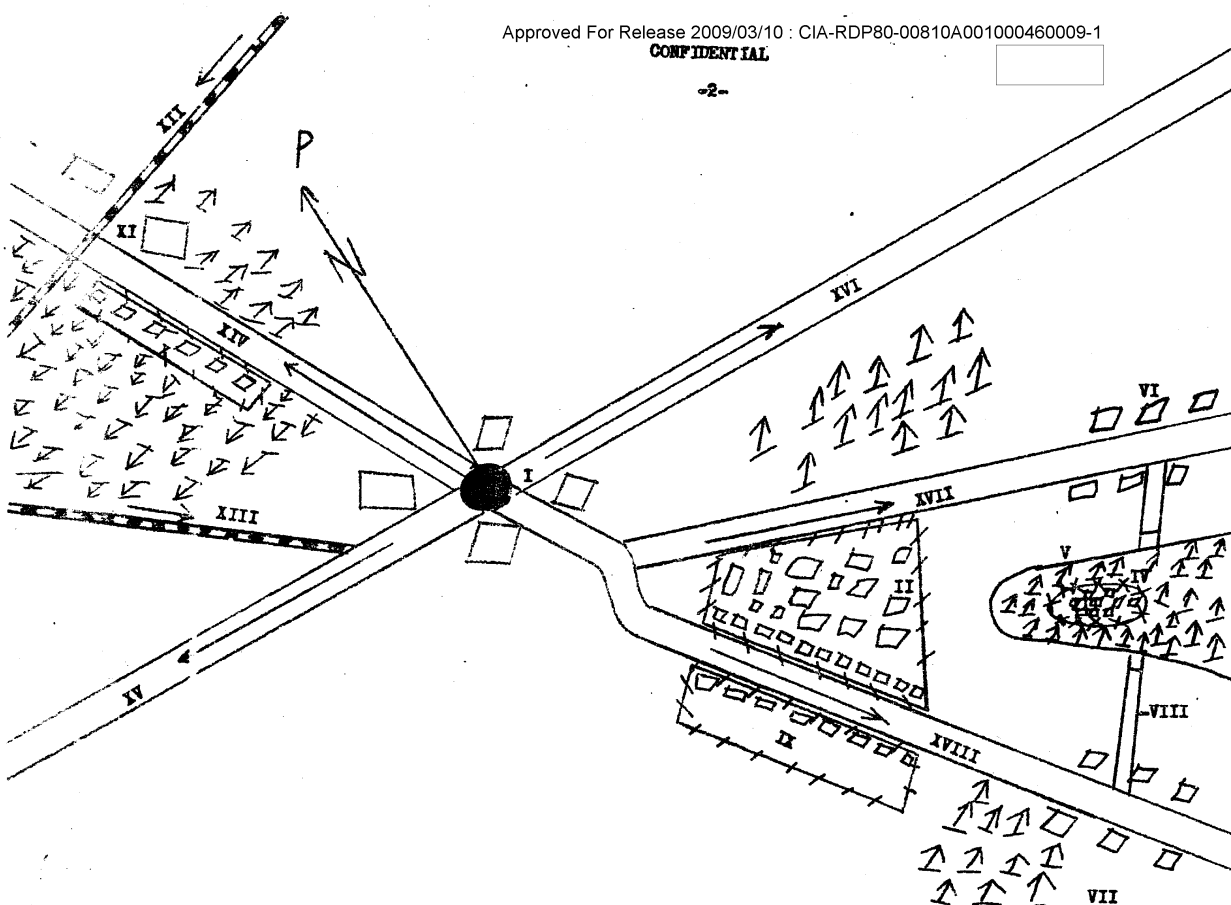 Approved For Release 2009/03/10 : CIA-RDP80-00810A001000460009-1
CONFIDENTIAL
-2-
XII
P
XI
N
XVI
XIV
VI
I
XVII
XIII
V
II
IV
XV
VIII
IX
XVIII
VII